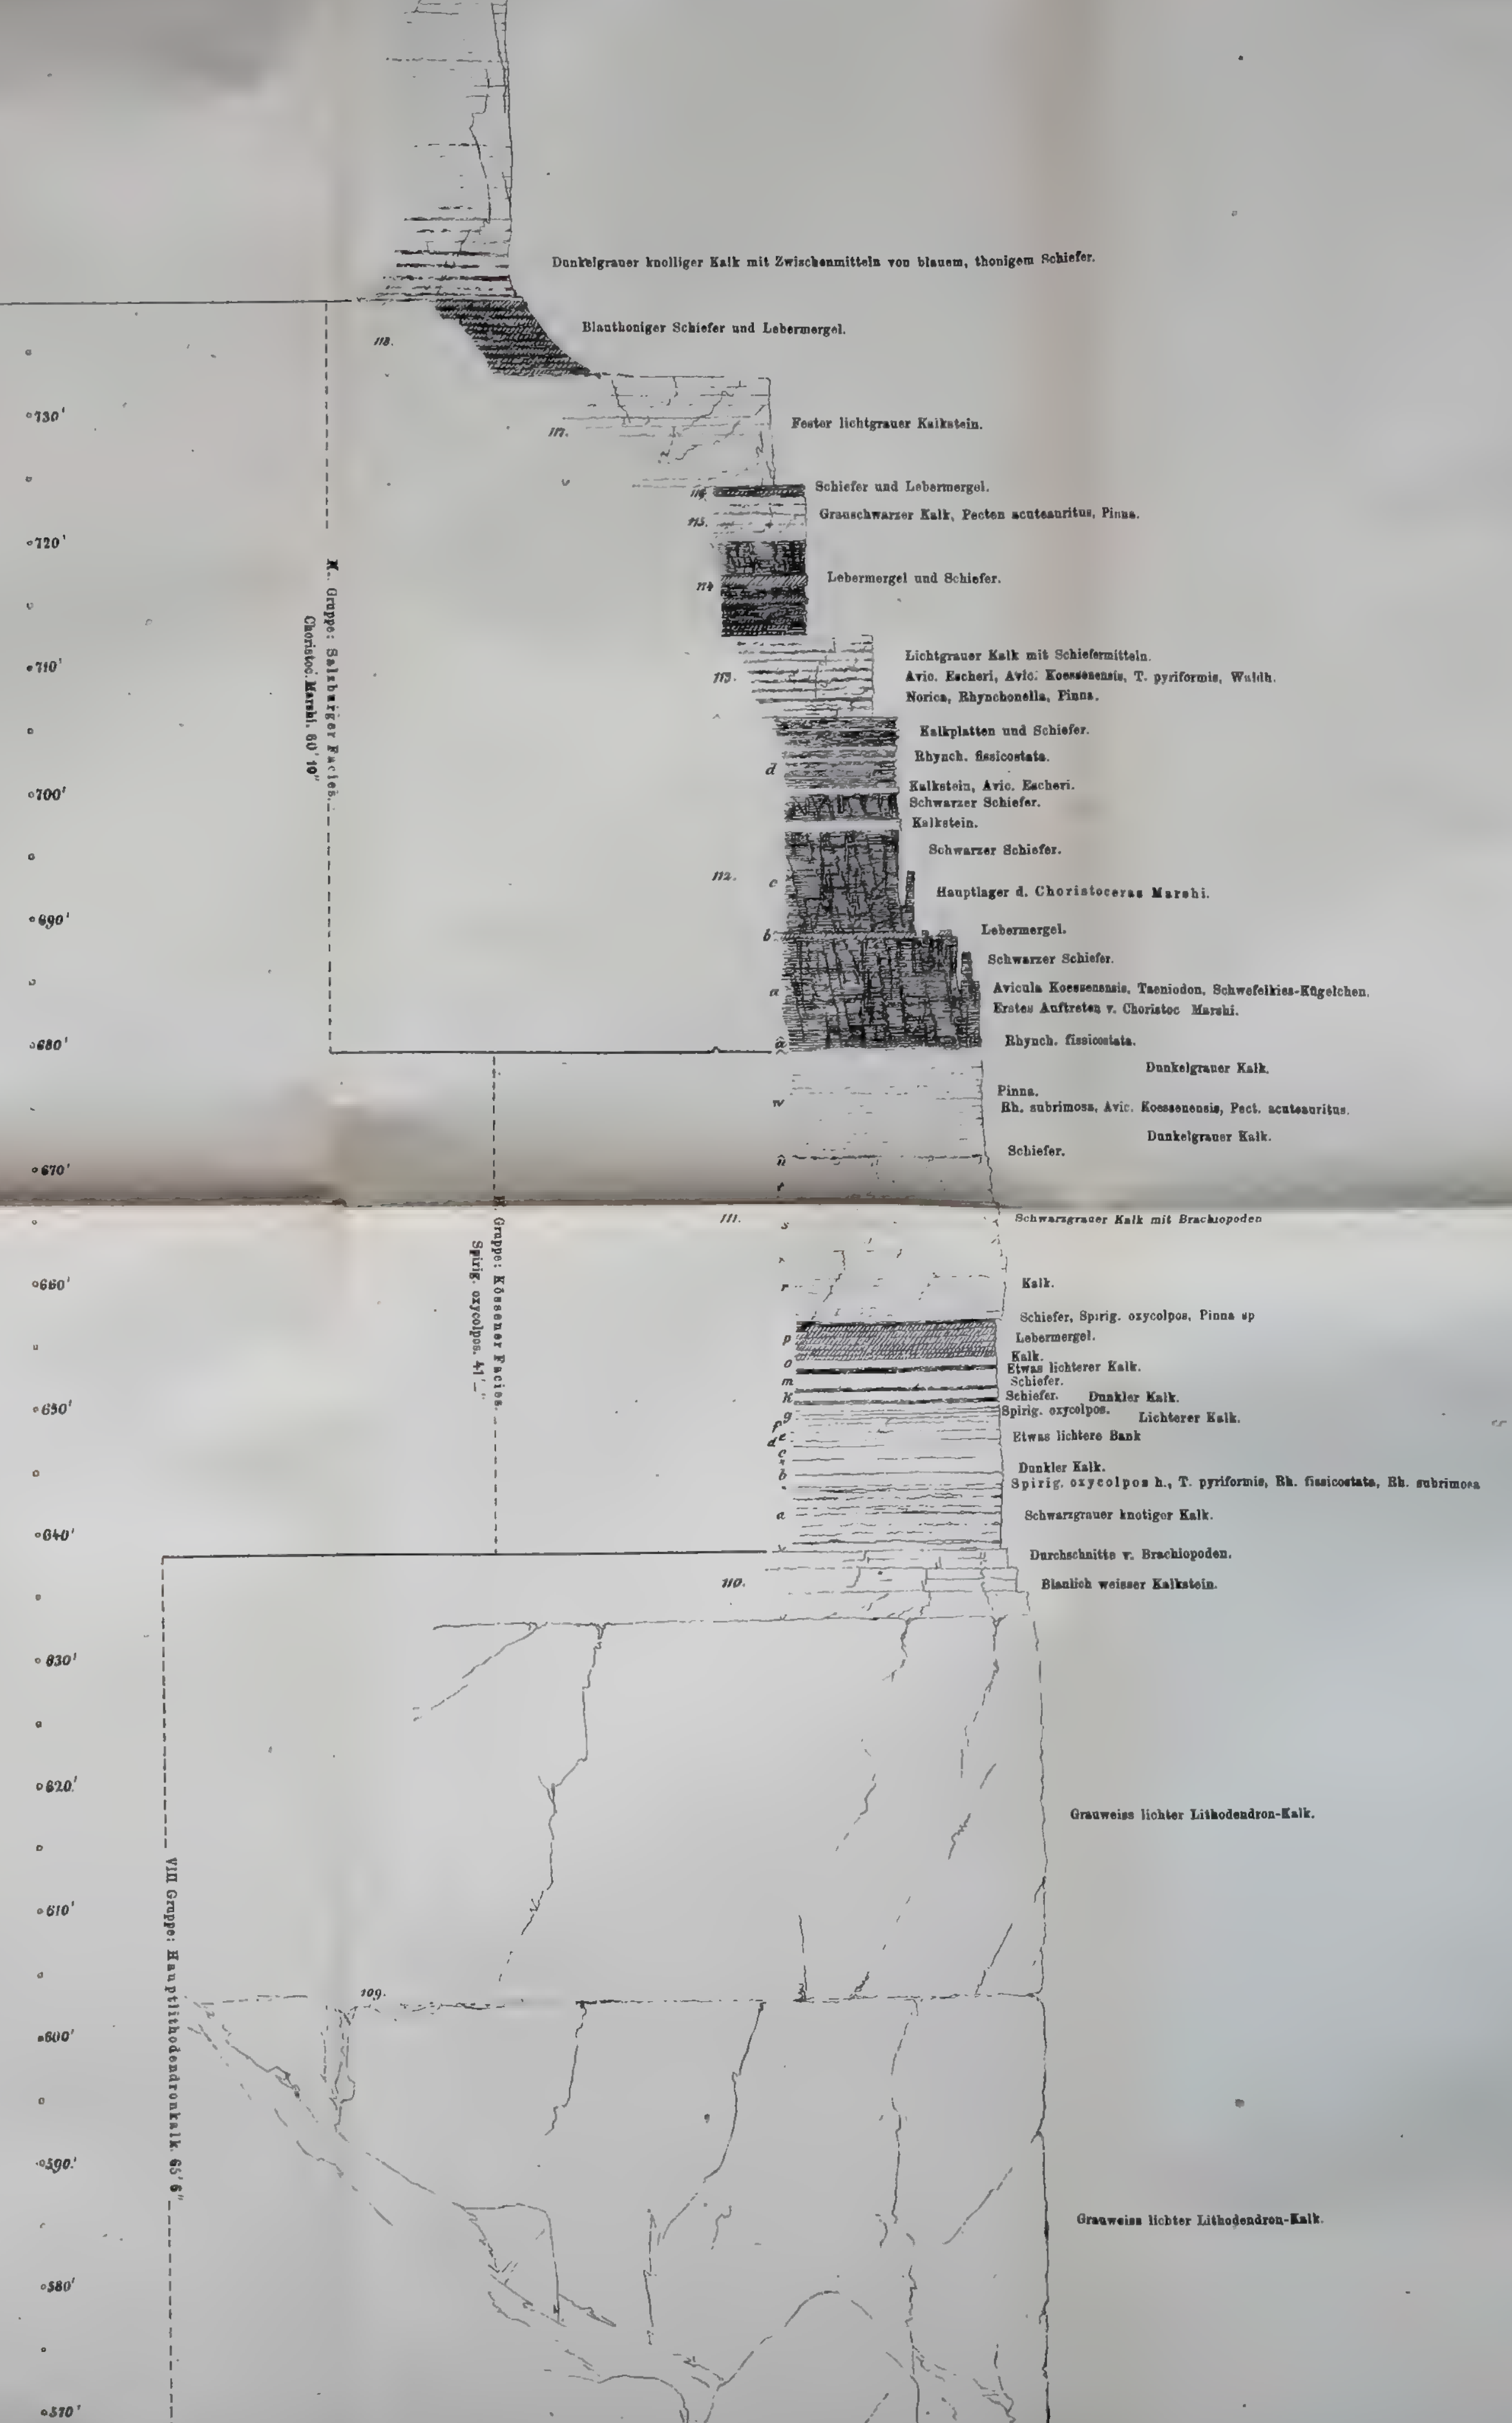 Dunkelgrauer knolliger Kalk mit Zwischenmitteln von blauem, thonigem Schiefer.
118.
Blauthoniger Schiefer und Lebermergel.
730'
117.
Fester lichtgrauer Kalkstein.
116.
Schiefer und Lebermergel.
115.
Grauschwarzer Kalk, Pecten acuteauritus, Pinna.
720'
114
Lebermergel und Schiefer.
710'
113.
Lichtgrauer Kalk mit Schiefermitteln.
Avic. Escheri, Avic. Koessenensis, T. pyriformis, Waldh.
Norica, Rhynchonella, Pinna.
Gruppe: Salzburger Facies.
Choristoc. Marshi. 60' 10"
Kalkplatten und Schiefer.
Rhynch. fissicostata.
d
Kalkstein, Avic. Escheri.
700'
Schwarzer Schiefer.
Kalkstein.
Schwarzer Schiefer.
112.
c
Hauptlager d. Choristoceras Marshi.
690'
b
Lebermergel.
Schwarzer Schiefer.
a
Avicula Koessenensis, Taeniodon, Schwefelkies-Kügelchen.
Erstes Auftreten v. Choristoc Marshi.
680'
Rhynch. fissicostata.
Dunkelgrauer Kalk.
Pinna.
w
Rh. subrimosa, Avic. Koessenensis, Pect. acuteauritus.
Dunkelgrauer Kalk.
Schiefer.
670'
t
111.
s
Schwarzgrauer Kalk mit Brachiopoden
Gruppe: Kössener Facies.
Spirig. oxycolpos. 41'
660'
r
Kalk.
Schiefer, Spirig. oxycolpos, Pinna sp
p
Lebermergel.
Kalk.
o
Etwas lichterer Kalk.
m
Schiefer.
k
Schiefer. Dunkler Kalk.
650'
g
Spirig. oxycolpos. Lichterer Kalk.
f
e
d
Etwas lichtere Bank
c
b
Dunkler Kalk.
Spirig. oxycolpos h., T. pyriformis, Rh. fissicostata, Rh. subrimosa
a
Schwarzgrauer knotiger Kalk.
640'
Durchschnitte v. Brachiopoden.
110.
Blaulich weisser Kalkstein.
630'
620'
Grauweiss lichter Lithodendron-Kalk.
610'
VIII Gruppe: Hauptlithodendronkalk 65' 6"
109.
600'
590'
Grauweiss lichter Lithodendron-Kalk.
580'
570'